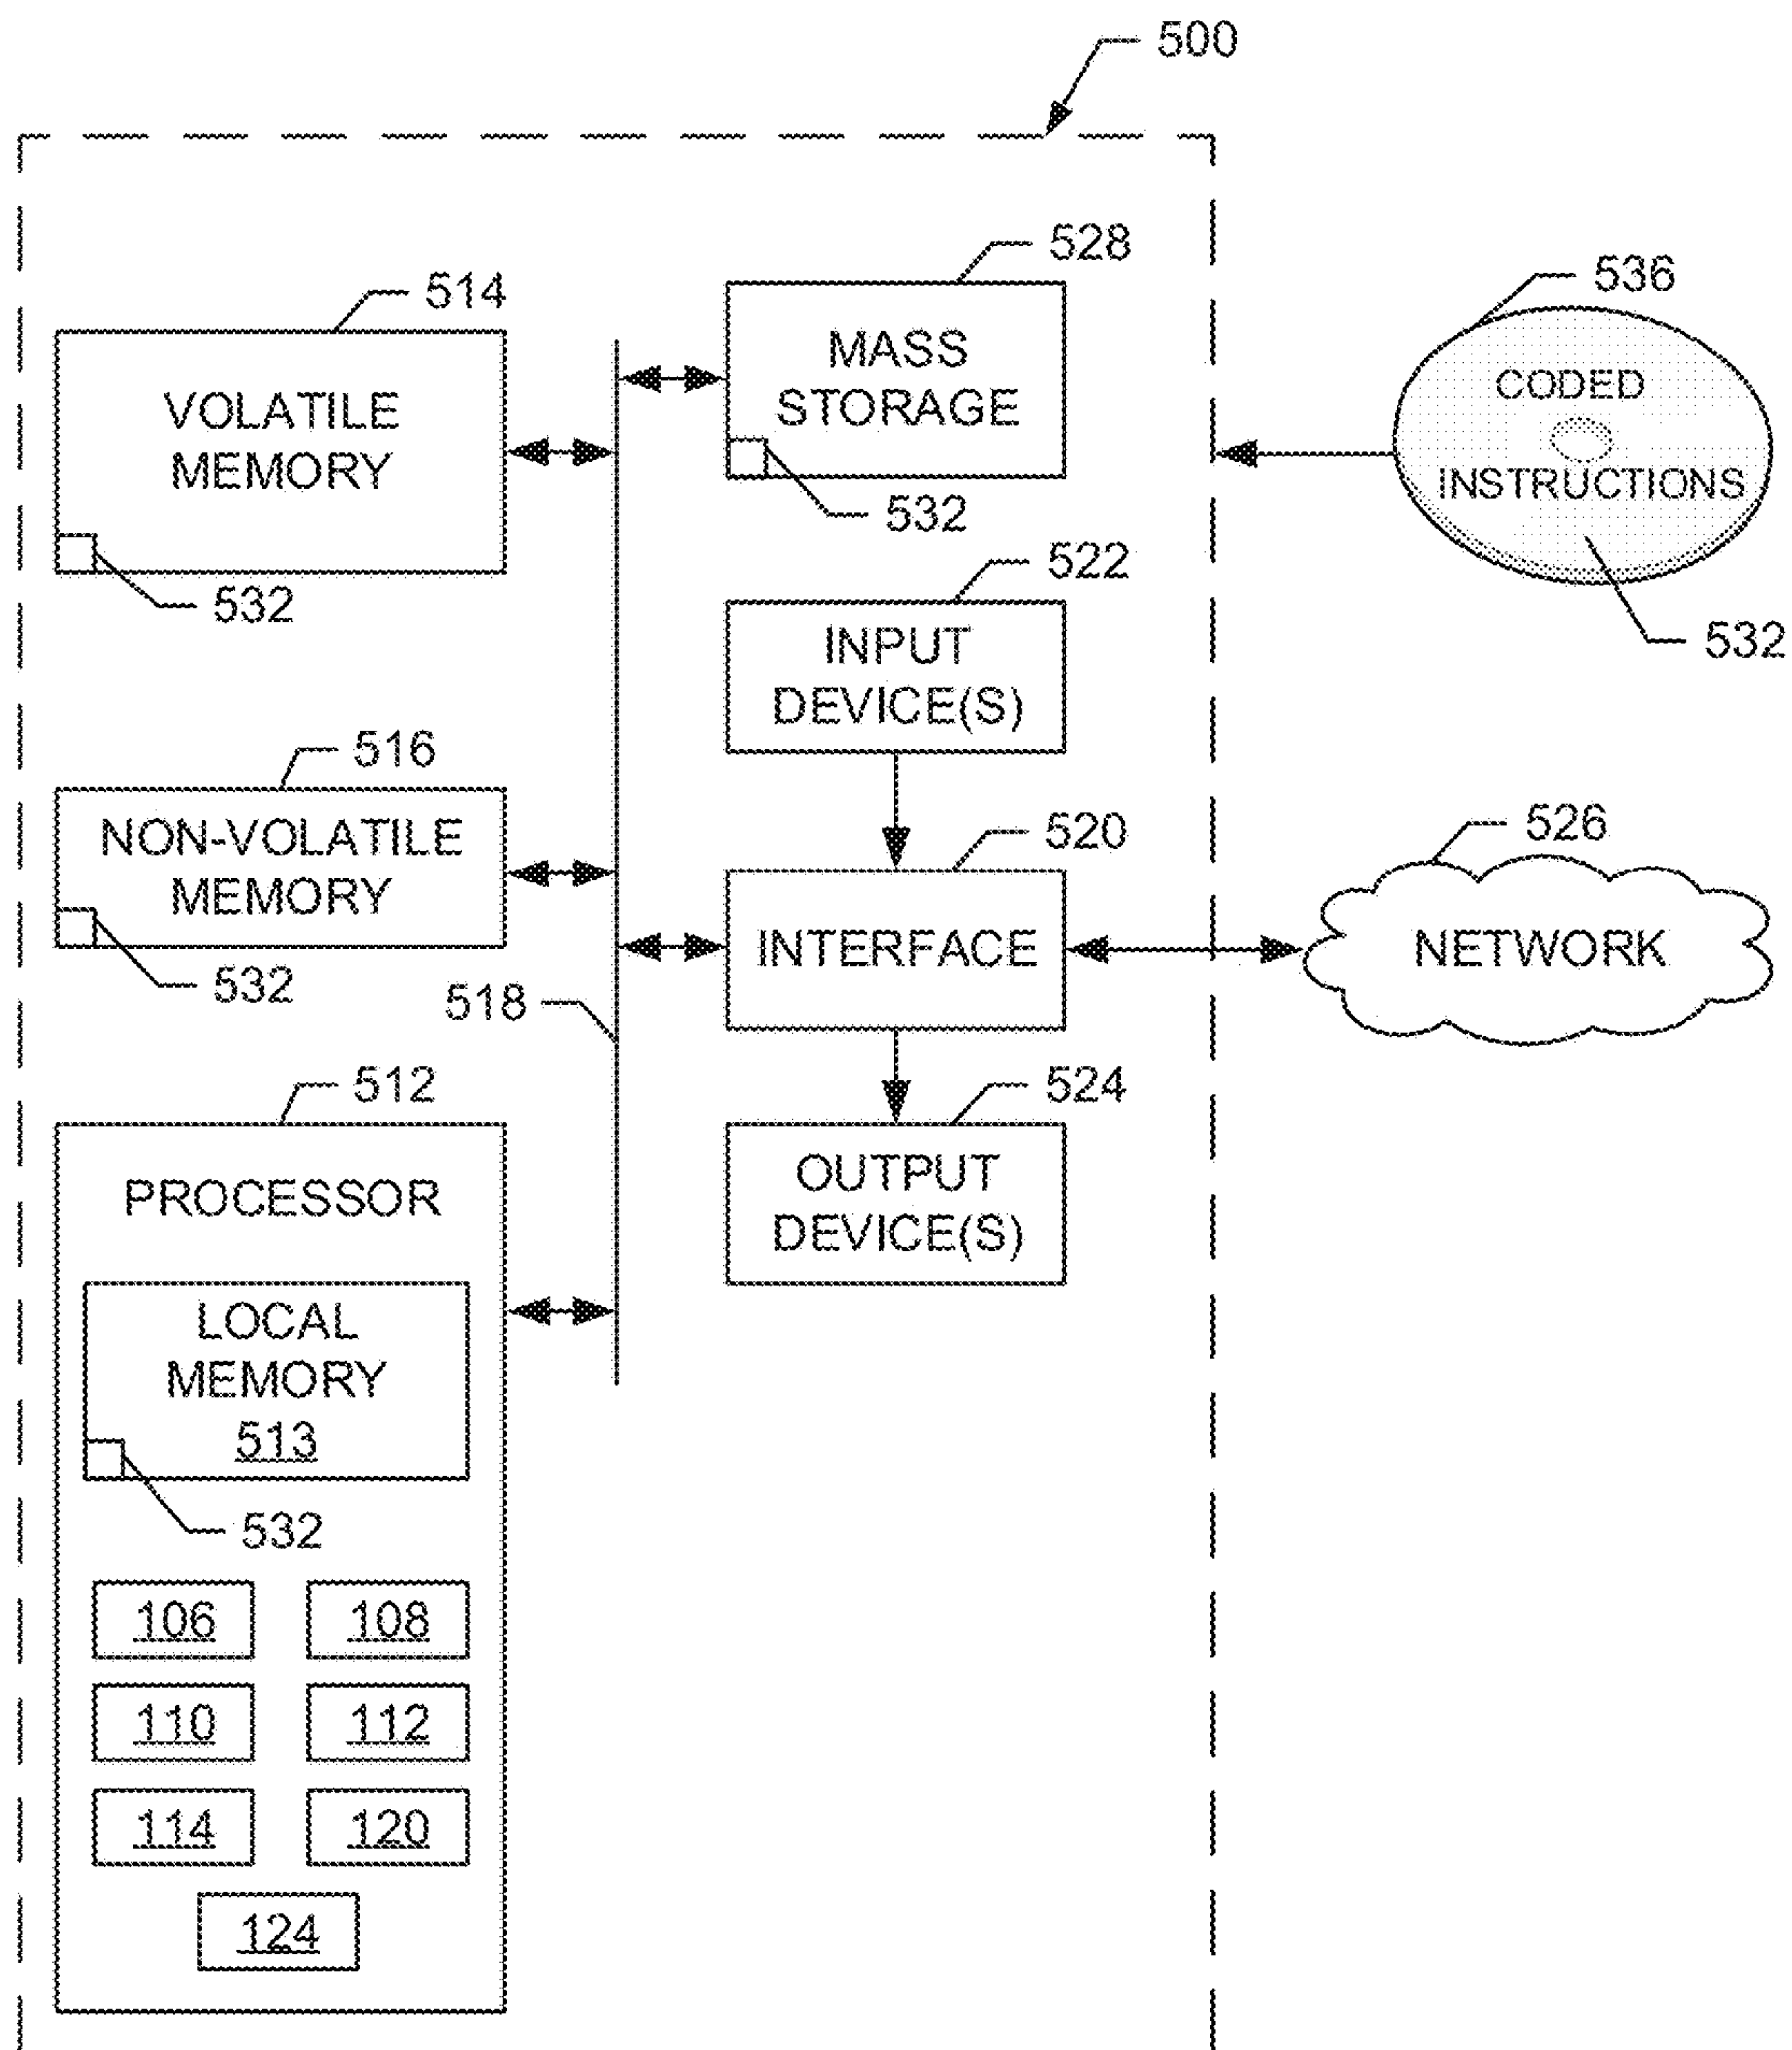 500
528
514
MASS
STORAGE
VOLATILE
MEMORY
532
532
536
CODED
INSTRUCTIONS
532
522
INPUT
DEVICE(S)
516
NON-VOLATILE
MEMORY
532
520
INTERFACE
526
NETWORK
518
512
PROCESSOR
LOCAL
MEMORY
513
532
524
OUTPUT
DEVICE(S)
106
108
110
112
114
120
124